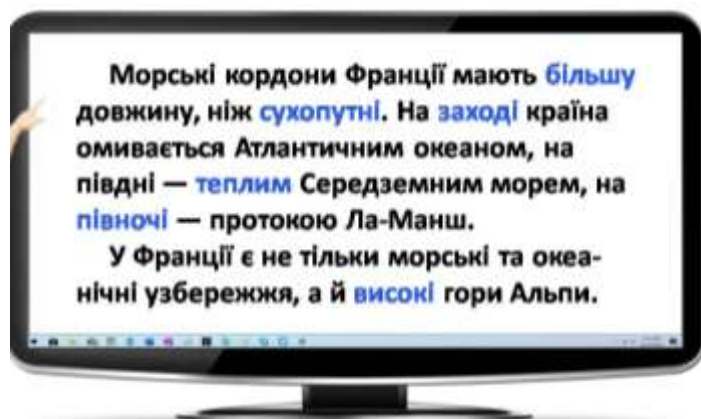 Морські кордони Франції мають більшу
довжину, ніж сухопутні. На заході країна
омивається Атлантичним океаном, на
півдні — теплим Середземним морем, на
півночі — протокою Ла-Манш.
У Франції є не тільки морські та океа-
нічні узбережжя, а й високі гори Альпи.